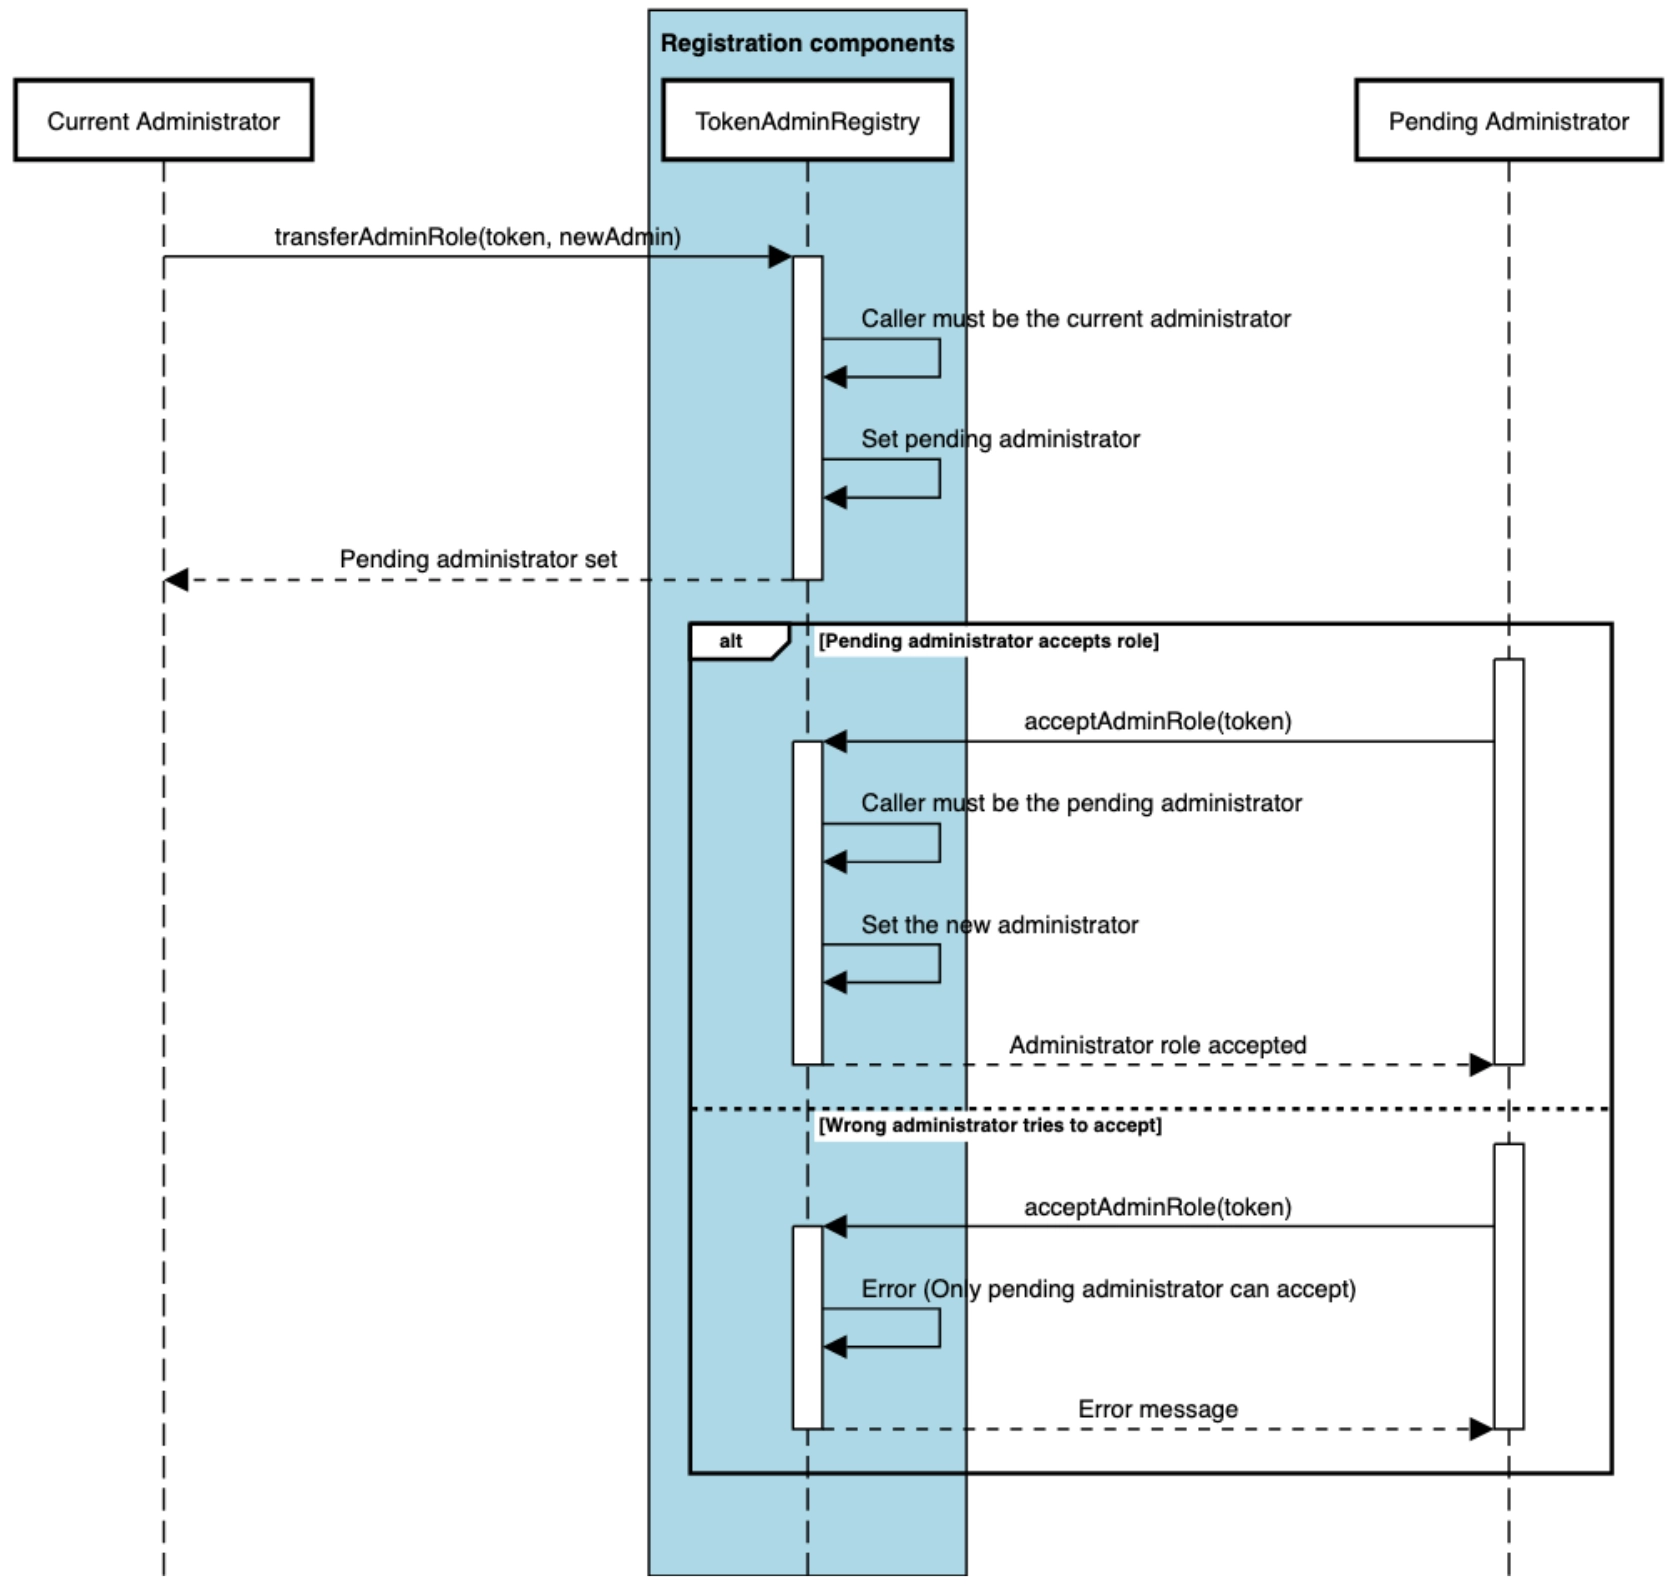 Registration components
Current Administrator
TokenAdminRegistry
Pending Administrator
transferAdminRole(token, newAdmin)
Caller must be the current administrator
Set pending administrator
Pending administrator set
alt
[Pending administrator accepts role]
acceptAdminRole(token)
Caller must be the pending administrator
Set the new administrator
Administrator role accepted
[Wrong administrator tries to accept]
acceptAdminRole(token)
Error (Only pending administrator can accept)
Error message